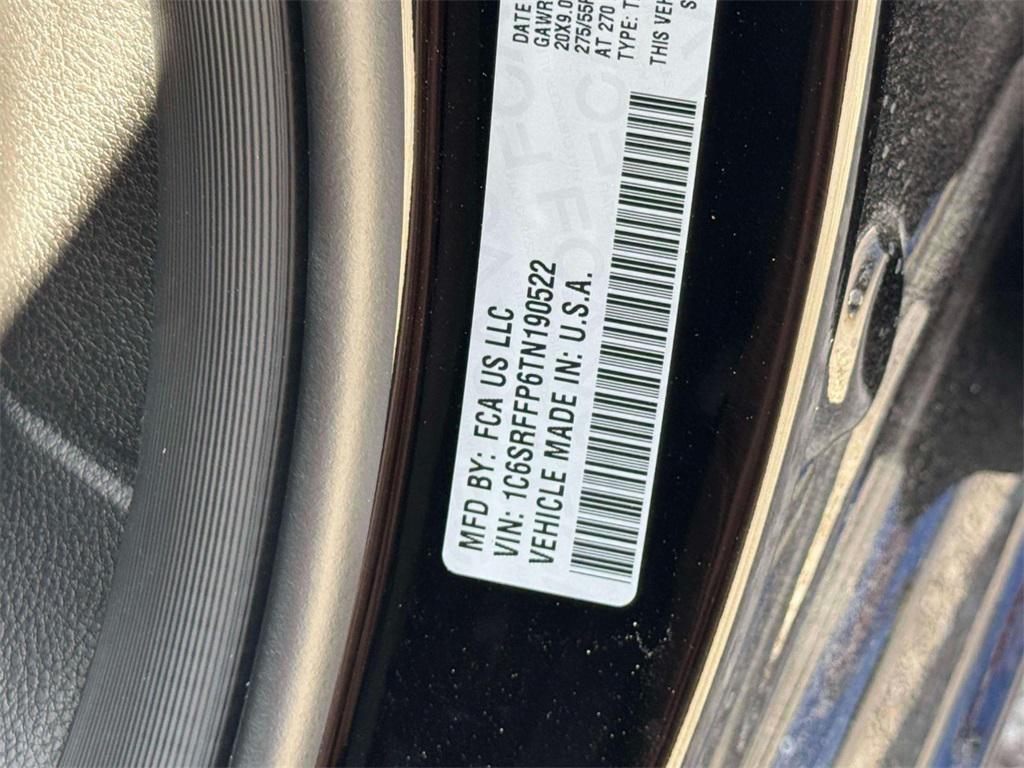 MFD BY: FCA US LLC
VIN: 1C6SRFFP6TN190522
VEHICLE MADE IN: U.S.A.
DATE
GAWR
20X9.0
275/55R
AT 270
TYPE: T
THIS VEH
S